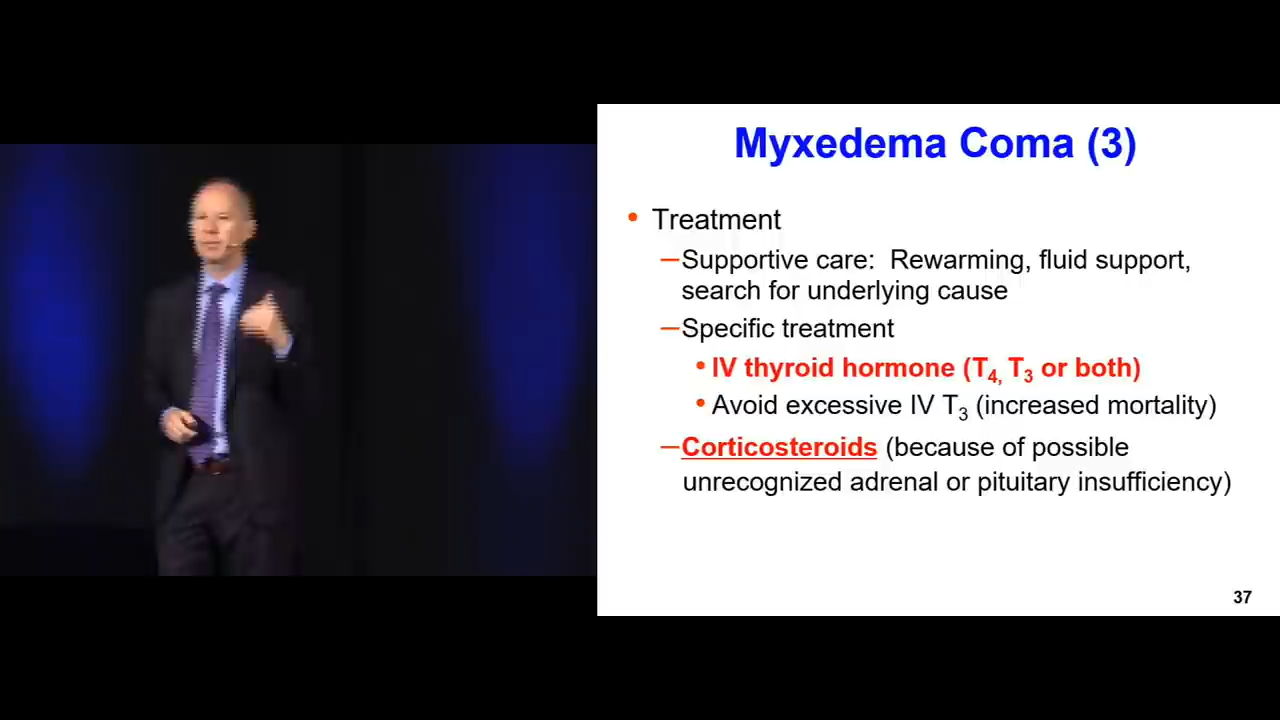 Myxedema Coma (3)
• Treatment
–Supportive care: Rewarming, fluid support,
search for underlying cause
–Specific treatment
• IV thyroid hormone (T4, T3 or both)
• Avoid excessive IV T3 (increased mortality)
–Corticosteroids (because of possible
unrecognized adrenal or pituitary insufficiency)
37